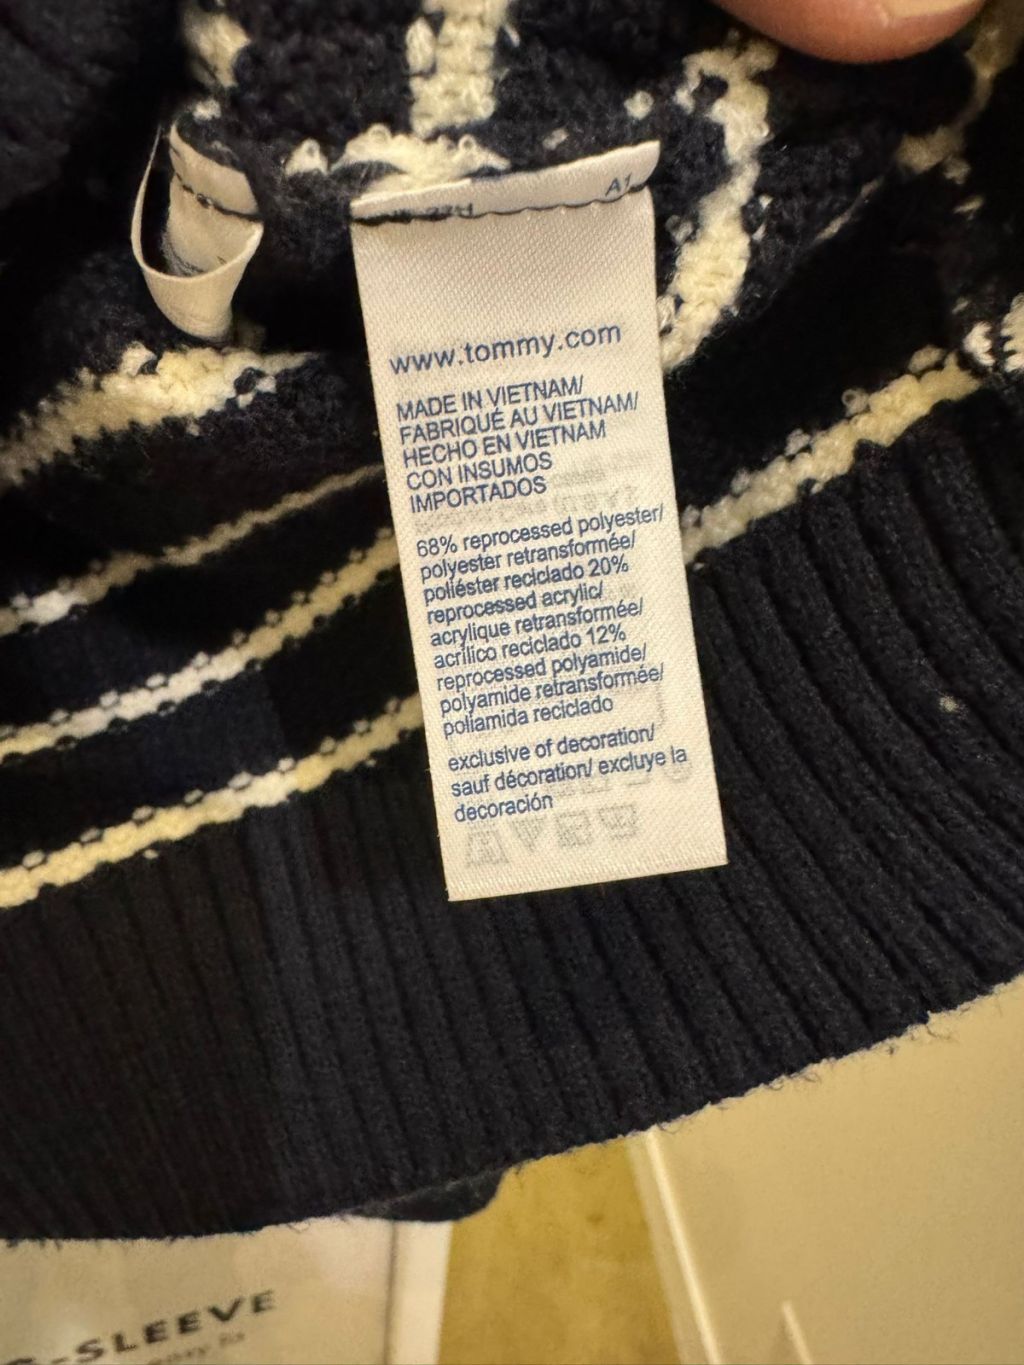 A1
www.tommy.com
MADE IN VIETNAM/
FABRIQUÉ AU VIETNAM/
HECHO EN VIETNAM
CON INSUMOS
IMPORTADOS
68% reprocessed polyester/
polyester retransformée/
poliéster reciclado 20%
reprocessed acrylic/
acrylique retransformée/
acrílico reciclado 12%
reprocessed polyamide/
polyamide retransformée/
poliamida reciclado
exclusive of decoration/
sauf décoration/ excluye la
decoración
-SLEEVE